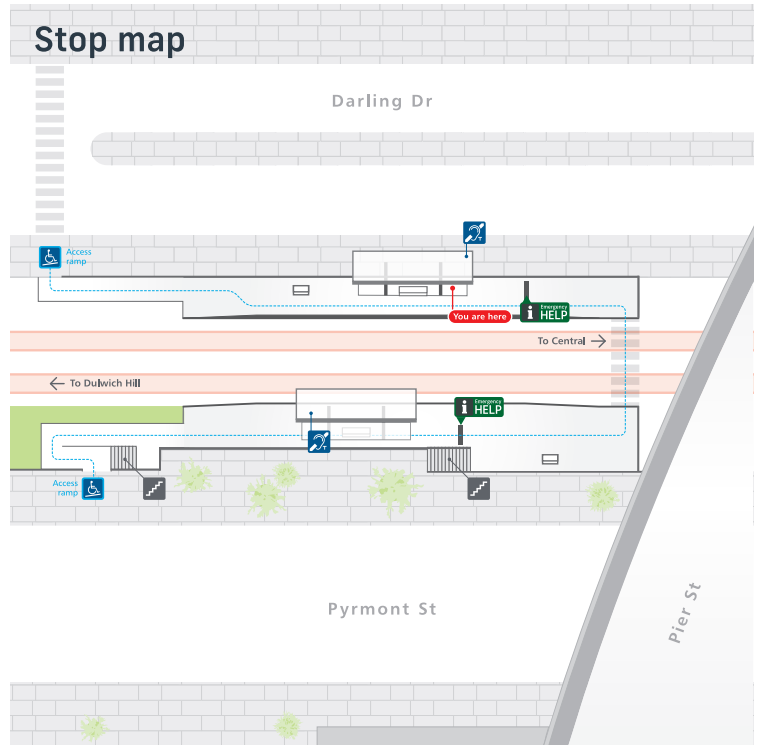 Stop map
Darling Dr
Access
ramp
T
You are here
i Emergency
HELP
To Central →
← To Dulwich Hill
i Emergency
HELP
T
Access
ramp
Pyrmont St
Pier St